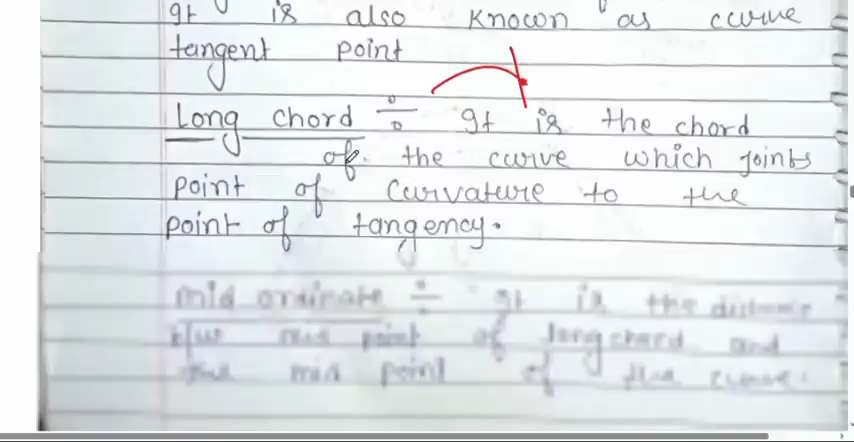 It is also known as curve
tangent point
Long chord ÷ It is the chord
of the curve which joints
point of curvature to the
point of tangency.
mid ordinate ÷ It is the distance
b/w mid point of long chord and
the mid point of the curve.